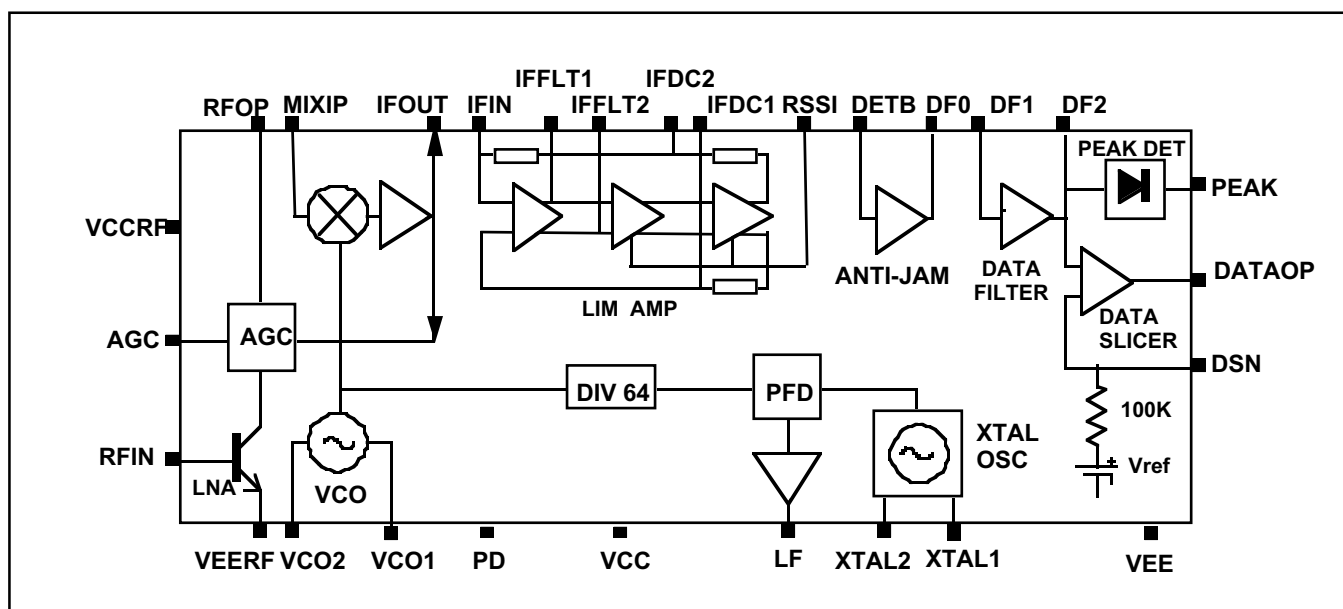 IFFLT1
IFDC2
RFOP
MIXIP
IFOUT
IFIN
IFFLT2
IFDC1
RSSI
DETB
DF0
DF1
DF2
PEAK DET
PEAK
VCCRF
ANTI-JAM
DATA
FILTER
DATAOP
LIM AMP
DATA
SLICER
AGC
AGC
DSN
DIV 64
PFD
100K
XTAL
OSC
RFIN
LNA
VCO
+
Vref
VEERF
VCO2
VCO1
PD
VCC
LF
XTAL2
XTAL1
VEE